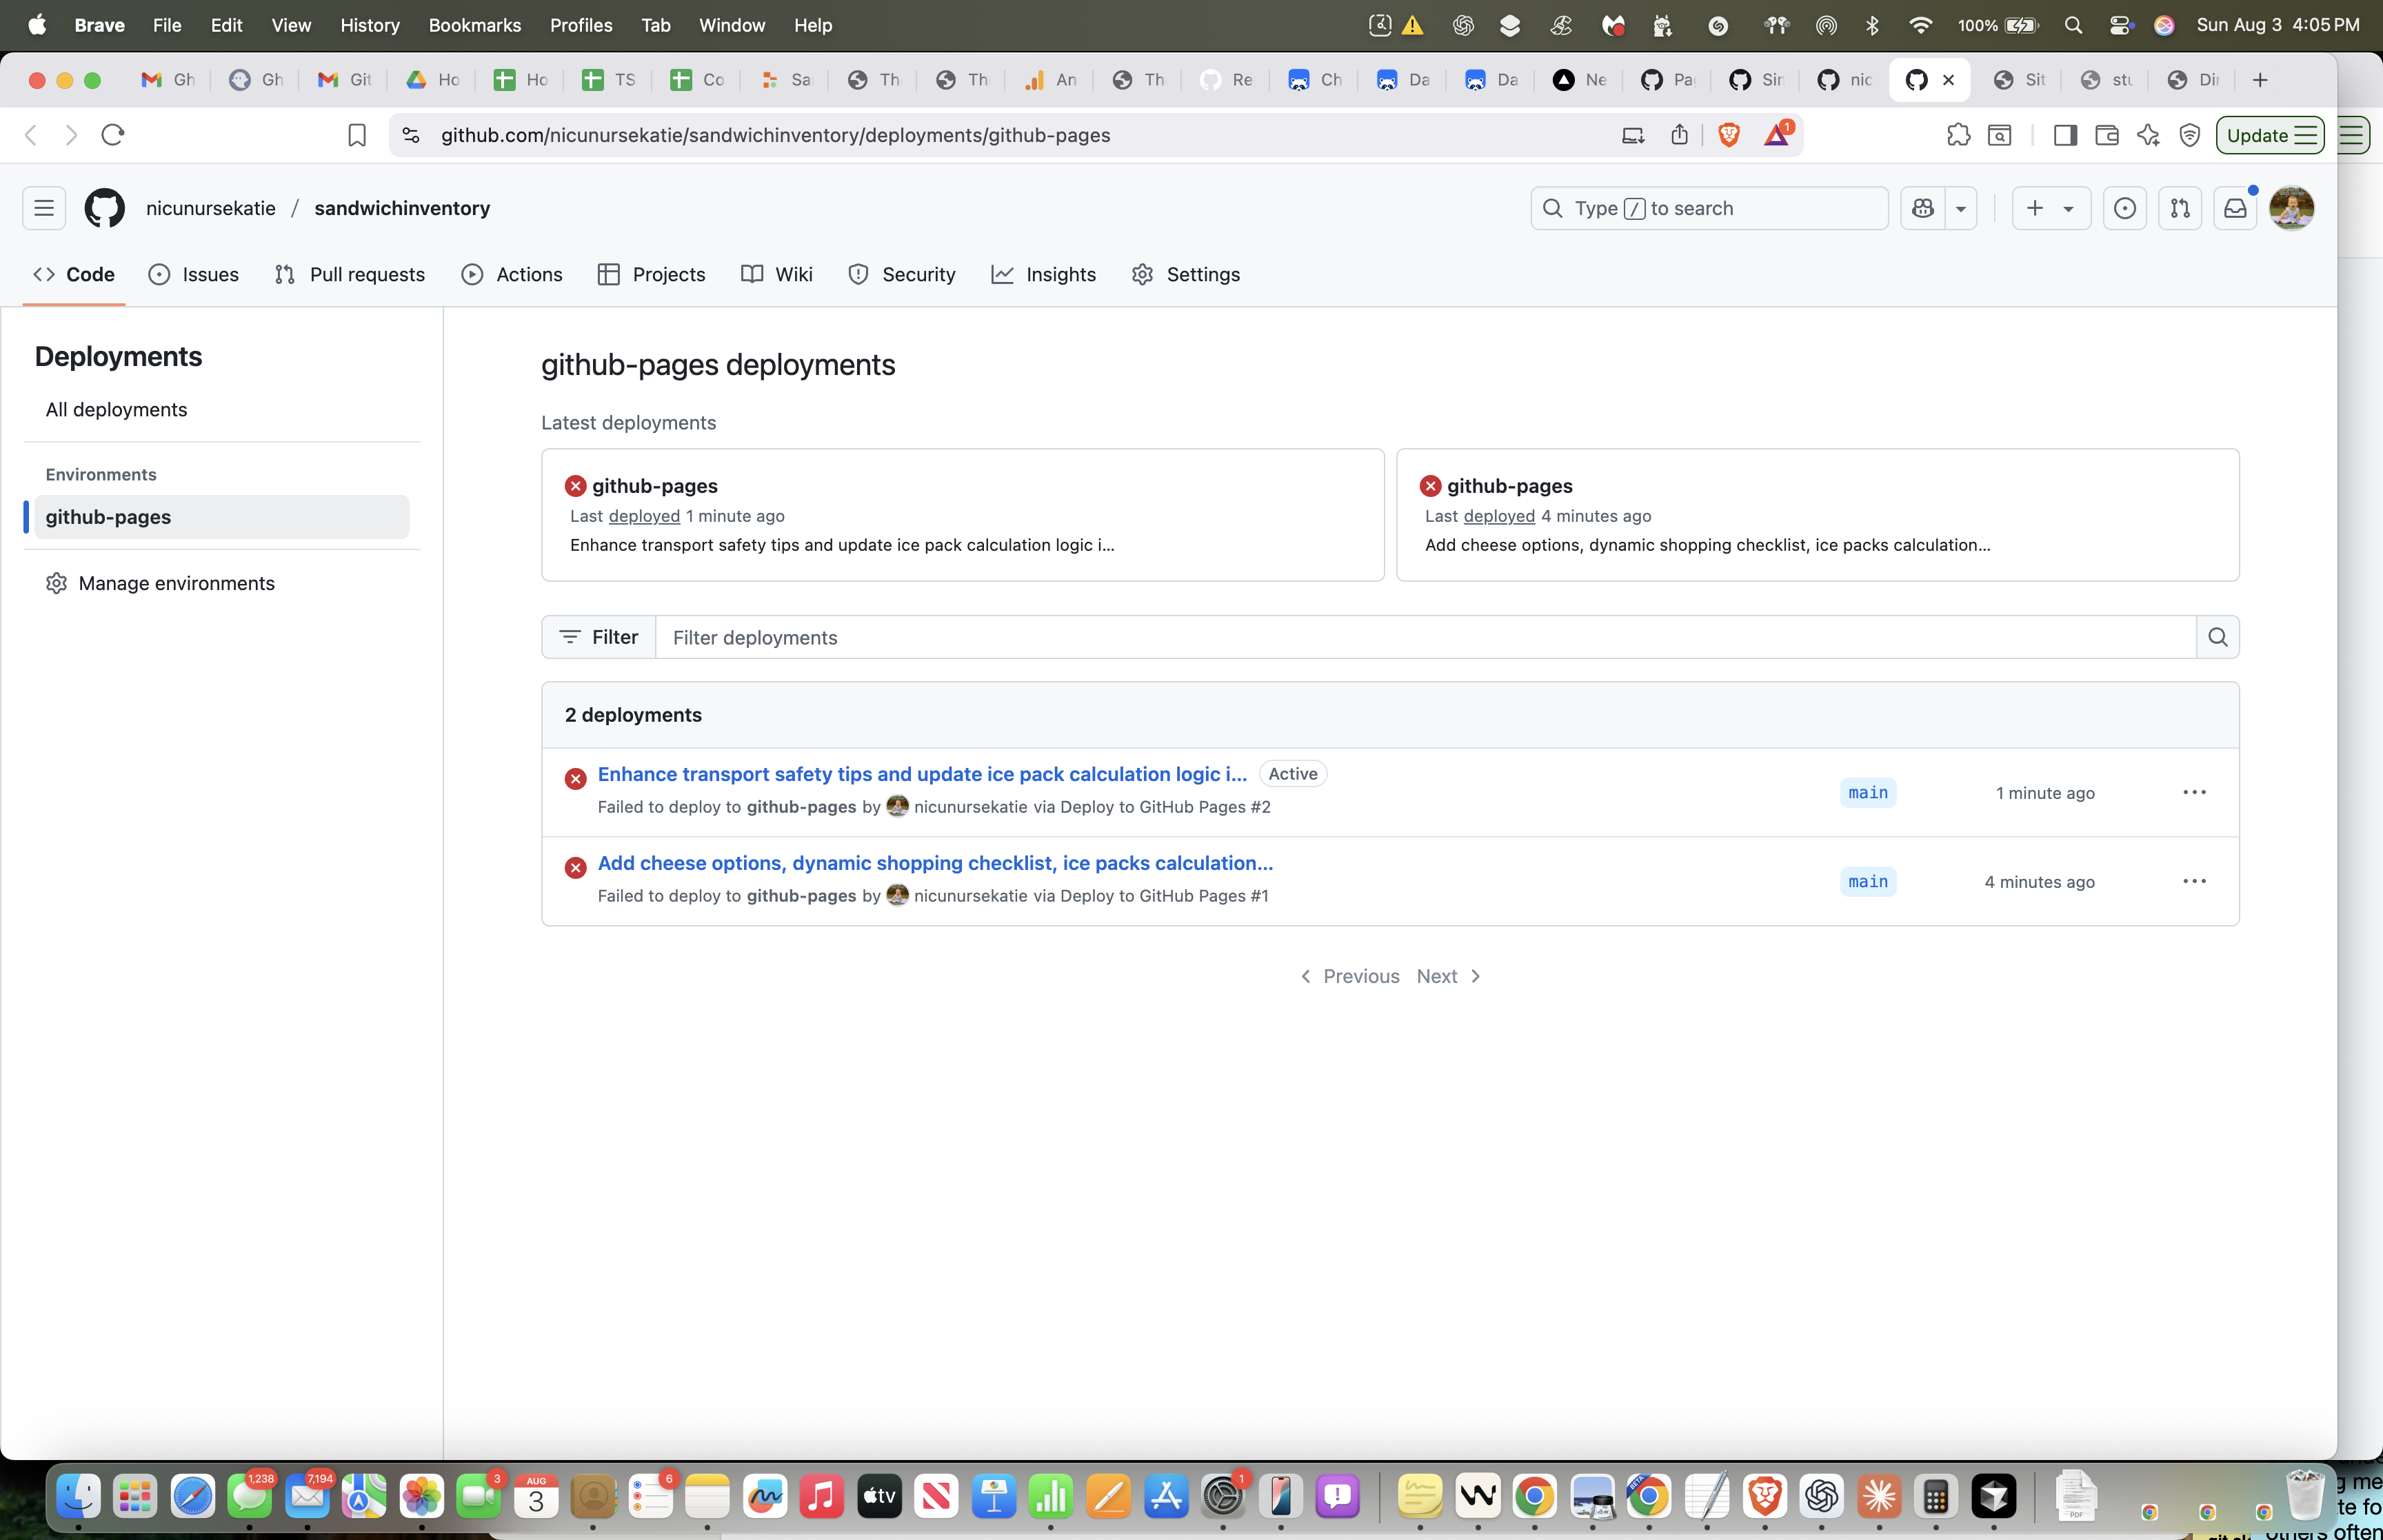 Brave File Edit View History Bookmarks Profiles Tab Window Help 100% Sun Aug 3 4:05 PM
Gh Gh Git Ho Ho TS Co Sa Th Th An Th Re Ch Da Da Ne Pa Sir nic Sit stu Dir
github.com/nicunursekatie/sandwichinventory/deployments/github-pages 1 Update
nicunursekatie / sandwichinventory Type / to search
Code Issues Pull requests Actions Projects Wiki Security Insights Settings
Deployments
All deployments
Environments
github-pages
Manage environments
github-pages deployments
Latest deployments
github-pages
Last deployed 1 minute ago
Enhance transport safety tips and update ice pack calculation logic i...
github-pages
Last deployed 4 minutes ago
Add cheese options, dynamic shopping checklist, ice packs calculation...
Filter Filter deployments
2 deployments
Enhance transport safety tips and update ice pack calculation logic i... Active
Failed to deploy to github-pages by nicunursekatie via Deploy to GitHub Pages #2
main 1 minute ago
Add cheese options, dynamic shopping checklist, ice packs calculation...
Failed to deploy to github-pages by nicunursekatie via Deploy to GitHub Pages #1
main 4 minutes ago
Previous Next
1,238 7,194 3 AUG 3 6 tv 1 BETA PDF
g me
te fo
others often